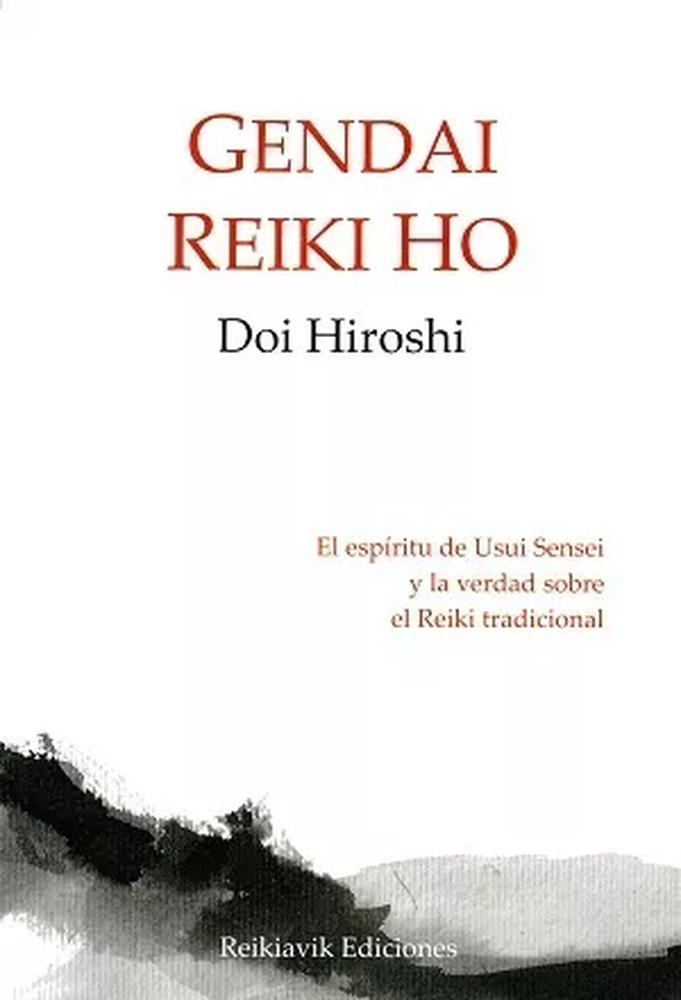 GENDAI
REIKI HO
Doi Hiroshi
El espíritu de Usui Sensei
y la verdad sobre
el Reiki tradicional
Reikiavik Ediciones